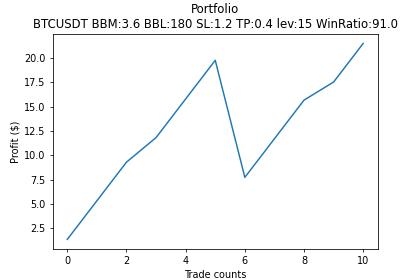 Portfolio
BTCUSDT BBM:3.6 BBL:180 SL:1.2 TP:0.4 lev:15 WinRatio:91.0
20.0
17.5
15.0
12.5
10.0
7.5
5.0
2.5
Profit ($)
0 2 4 6 8 10
Trade counts